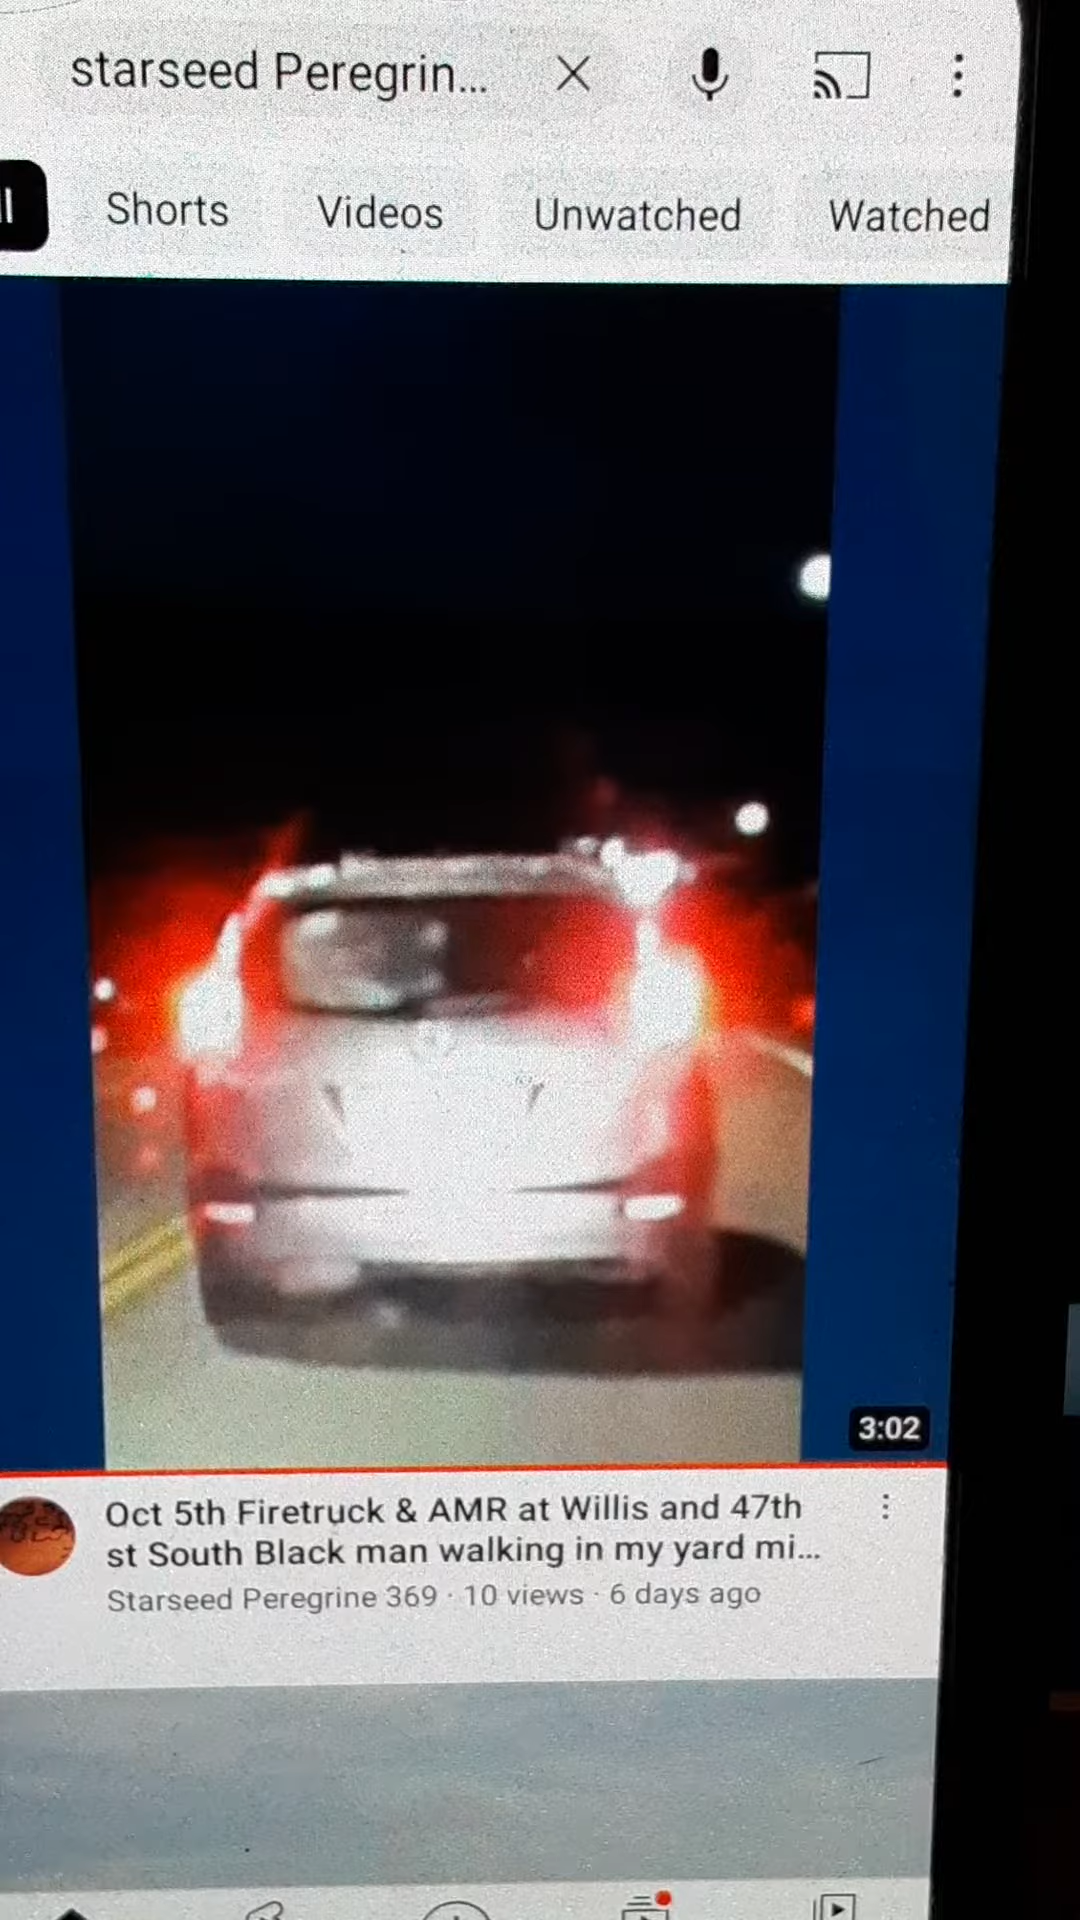 starseed Peregrin...
Shorts
Videos
Unwatched
Watched
3:02
Oct 5th Firetruck & AMR at Willis and 47th
st South Black man walking in my yard mi...
Starseed Peregrine 369 · 10 views · 6 days ago